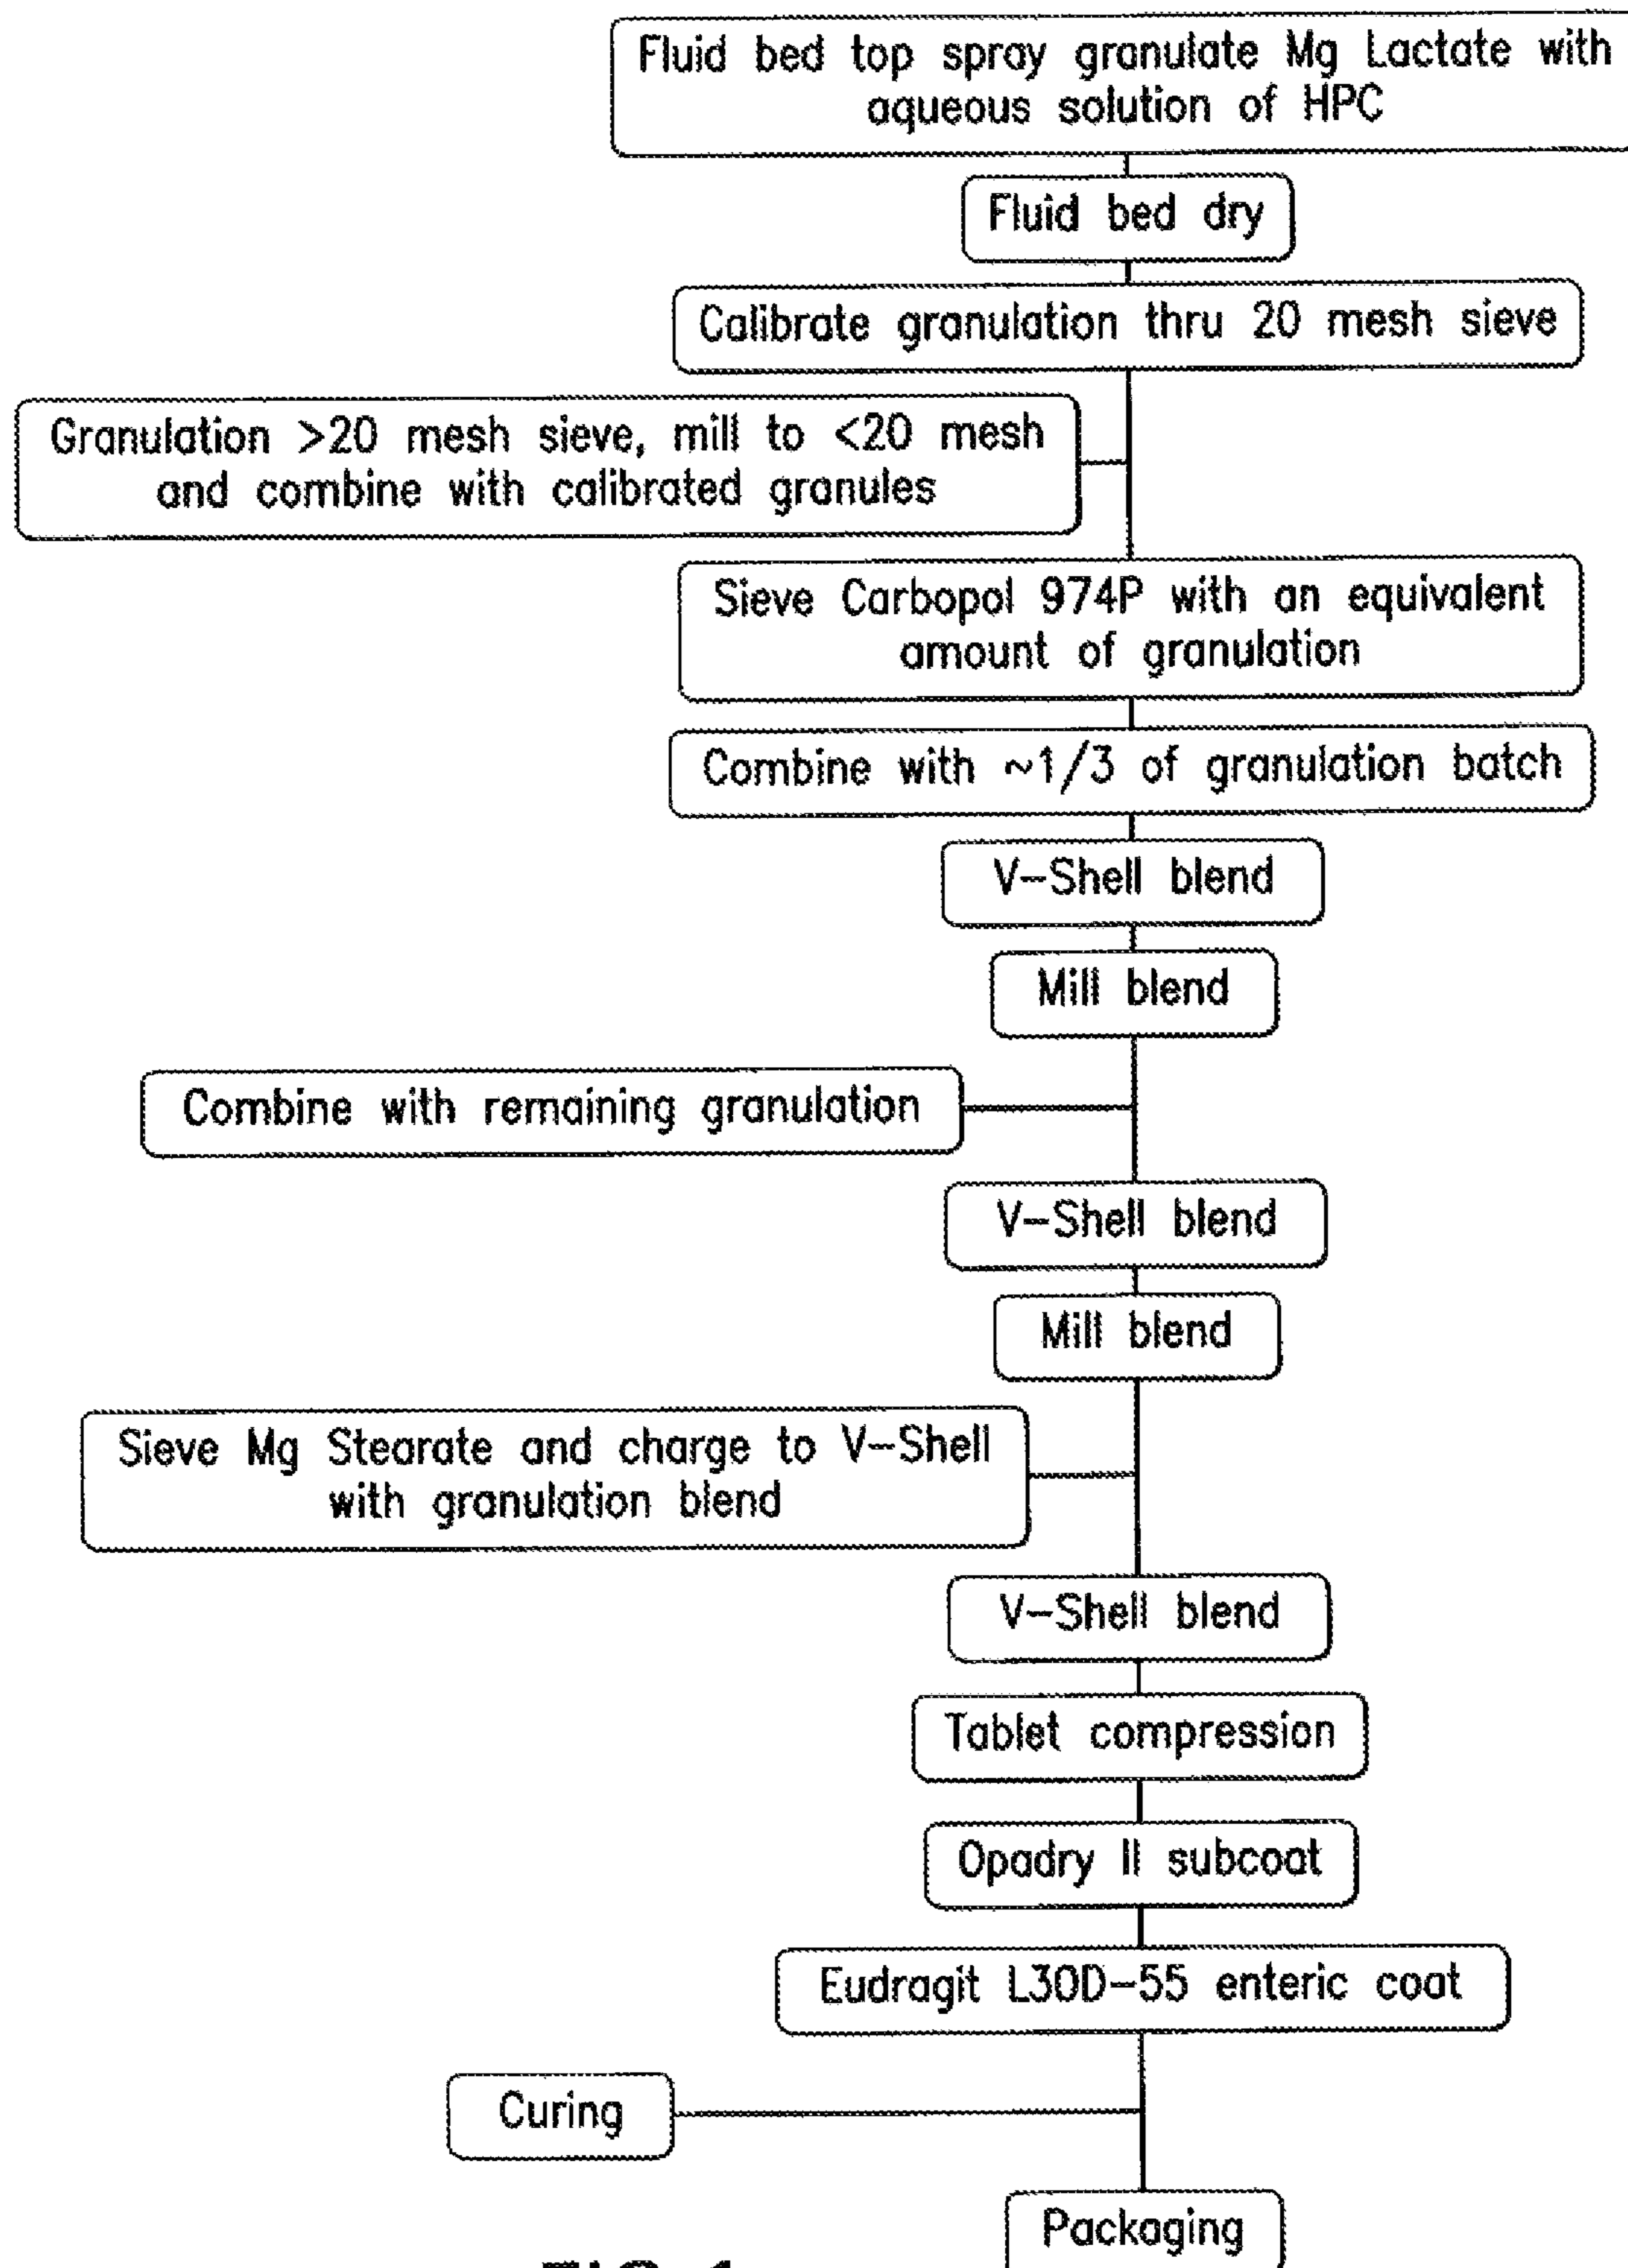 Fluid bed top spray granulate Mg Lactate with
aqueous solution of HPC
Fluid bed dry
Calibrate granulation thru 20 mesh sieve
Granulation >20 mesh sieve, mill to <20 mesh
and combine with calibrated granules
Sieve Carbopol 974P with an equivalent
amount of granulation
Combine with ~1/3 of granulation batch
V-Shell blend
Mill blend
Combine with remaining granulation
V-Shell blend
Mill blend
Sieve Mg Stearate and charge to V-Shell
with granulation blend
V-Shell blend
Tablet compression
Opadry II subcoat
Eudragit L30D-55 enteric coat
Curing
Packaging